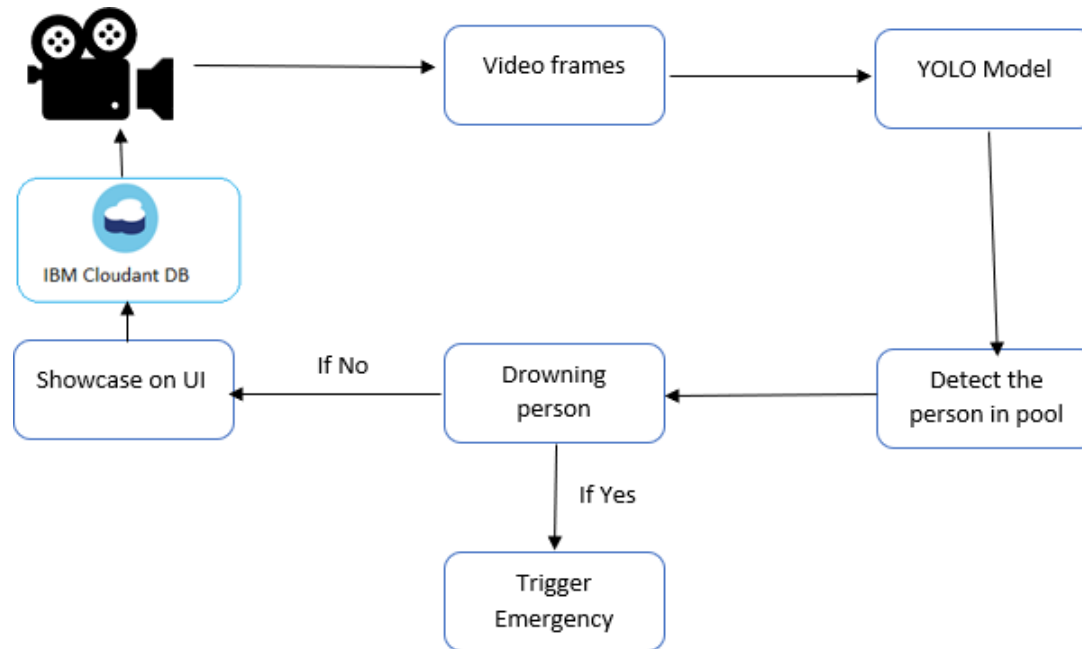 Video frames
YOLO Model
IBM Cloudant DB
Showcase on UI
If No
Drowning
person
Detect the
person in pool
If Yes
Trigger
Emergency